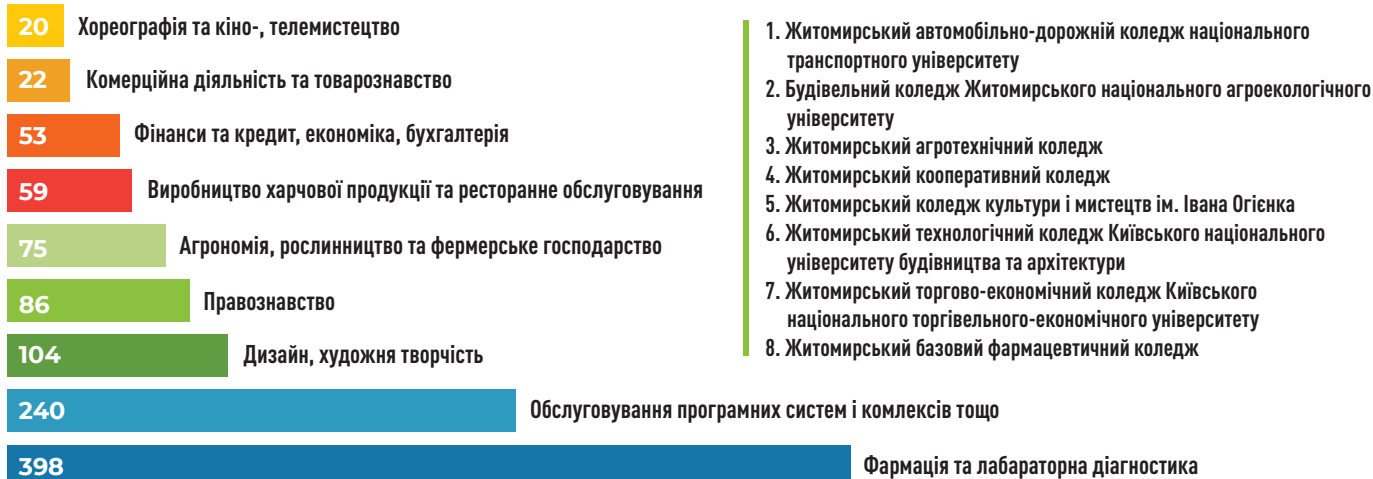 20 Хореографія та кіно-, телемистецтво
22 Комерційна діяльність та товарознавство
53 Фінанси та кредит, економіка, бухгалтерія
59 Виробництво харчової продукції та ресторанне обслуговування
75 Агрономія, рослинництво та фермерське господарство
86 Правознавство
104 Дизайн, художня творчість
240 Обслуговування програмних систем і комлексів тощо
398 Фармація та лабараторна діагностика
1. Житомирський автомобільно-дорожній коледж національного
транспортного університету
2. Будівельний коледж Житомирського національного агроекологічного
університету
3. Житомирський агротехнічний коледж
4. Житомирський кооперативний коледж
5. Житомирський коледж культури і мистецтв ім. Івана Огієнка
6. Житомирський технологічний коледж Київського національного
університету будівництва та архітектури
7. Житомирський торгово-економічний коледж Київського
національного торгівельного-економічного університету
8. Житомирський базовий фармацевтичний коледж